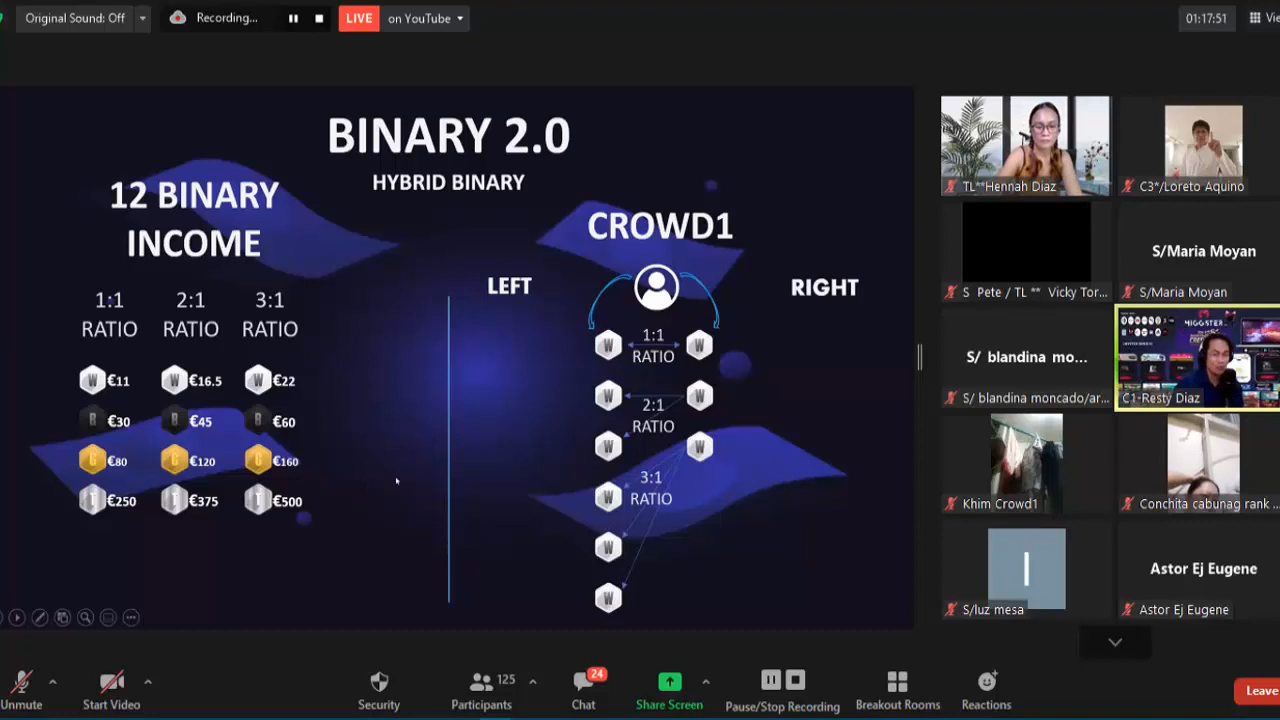 Original Sound: Off
Recording...
LIVE
on YouTube
01:17:51
BINARY 2.0
HYBRID BINARY
12 BINARY
INCOME
1:1
RATIO
2:1
RATIO
3:1
RATIO
W €11
W €16.5
W €22
B €30
B €45
B €60
G €80
G €120
G €160
T €250
T €375
T €500
CROWD1
LEFT
RIGHT
W
1:1
RATIO
W
W
2:1
RATIO
W
W
W
3:1
RATIO
W
W
W
TL**Hennah Diaz
C3*/Loreto Aquino
S Pete / TL ** Vicky Tor...
S/Maria Moyan
S/Maria Moyan
S/ blandina mo...
S/ blandina moncado/ar...
MIGGSTER
C1-Resty Diaz
Khim Crowd1
Conchita cabunag rank
I
S/luz mesa
Astor Ej Eugene
Astor Ej Eugene
Unmute
Start Video
Security
125
Participants
24
Chat
Share Screen
Pause/Stop Recording
Breakout Rooms
Reactions
Leave